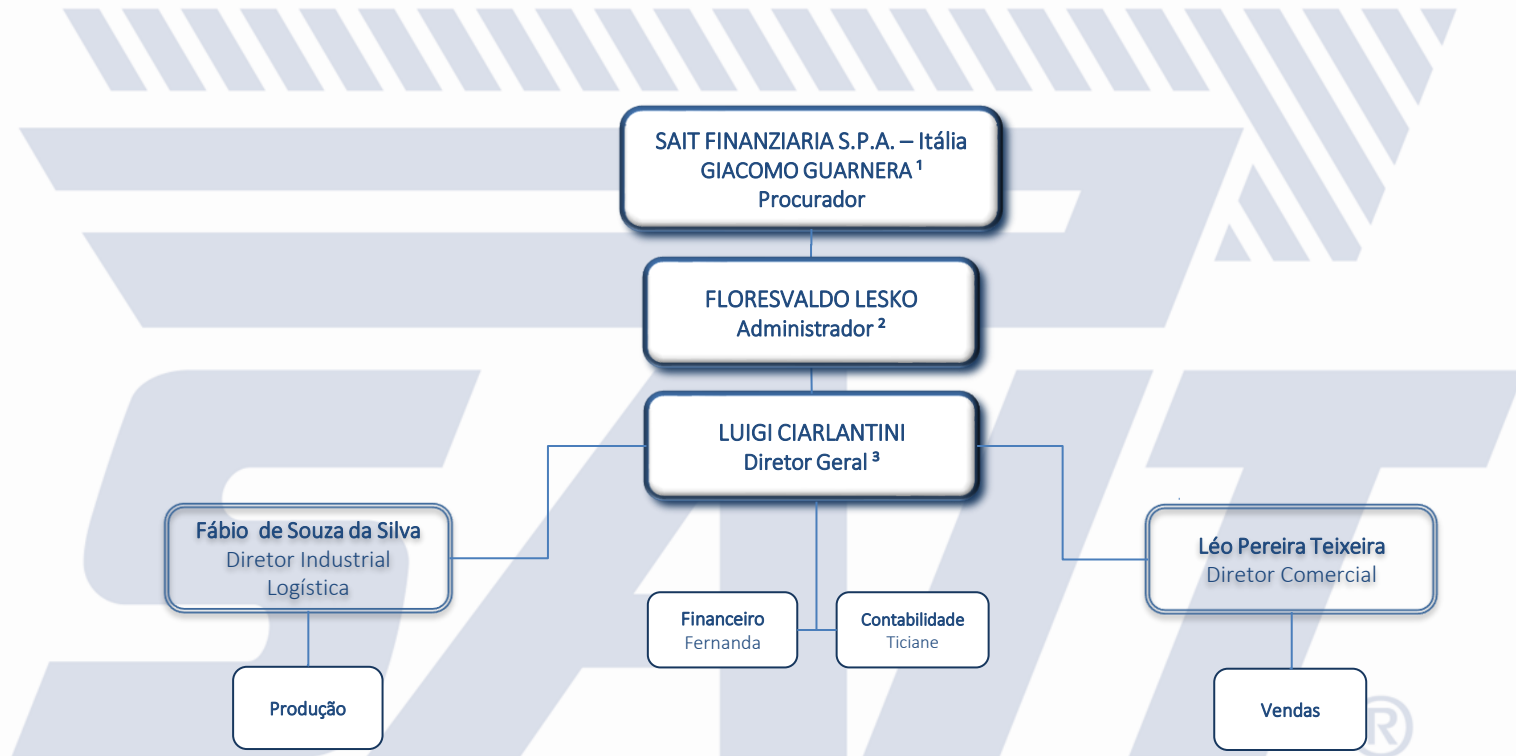 SAIT FINANZIARIA S.P.A. – Itália
GIACOMO GUARNERA ¹
Procurador
FLORESVALDO LESKO
Administrador ²
LUIGI CIARLANTINI
Diretor Geral ³
Fábio  de Souza da Silva
Diretor Industrial
Logística
Léo Pereira Teixeira
Diretor Comercial
Financeiro
Fernanda
Contabilidade
Ticiane
Produção
Vendas
SAIT ®